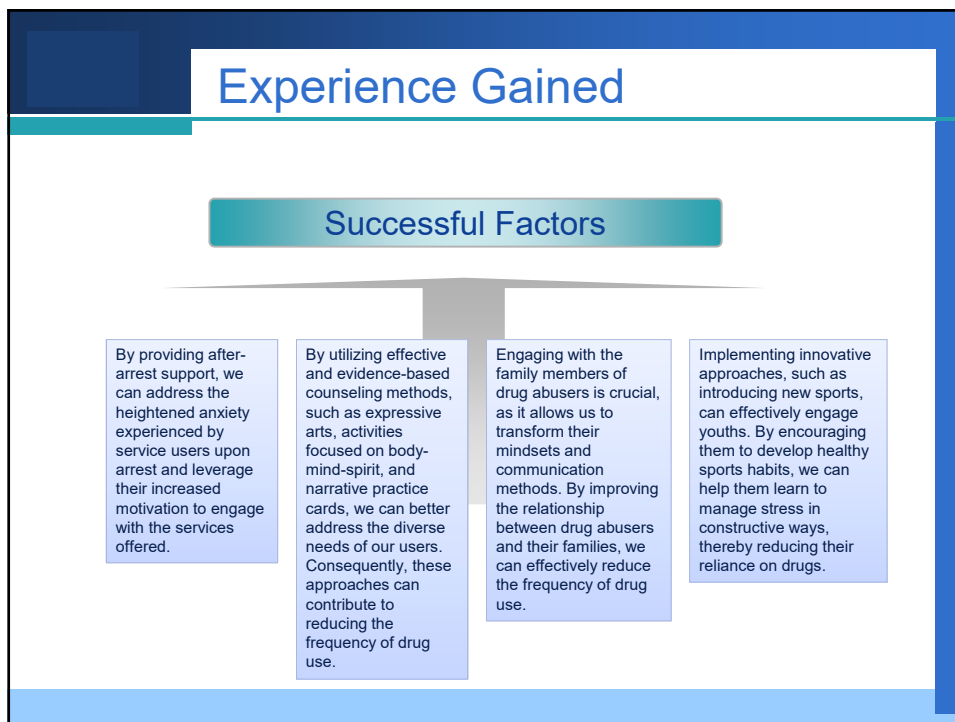 Experience Gained
Successful Factors
By providing after-
arrest support, we
can address the
heightened anxiety
experienced by
service users upon
arrest and leverage
their increased
motivation to engage
with the services
offered.
By utilizing effective
and evidence-based
counseling methods,
such as expressive
arts, activities
focused on body-
mind-spirit, and
narrative practice
cards, we can better
address the diverse
needs of our users.
Consequently, these
approaches can
contribute to
reducing the
frequency of drug
use.
Engaging with the
family members of
drug abusers is crucial,
as it allows us to
transform their
mindsets and
communication
methods. By improving
the relationship
between drug abusers
and their families, we
can effectively reduce
the frequency of drug
use.
Implementing innovative
approaches, such as
introducing new sports,
can effectively engage
youths. By encouraging
them to develop healthy
sports habits, we can
help them learn to
manage stress in
constructive ways,
thereby reducing their
reliance on drugs.